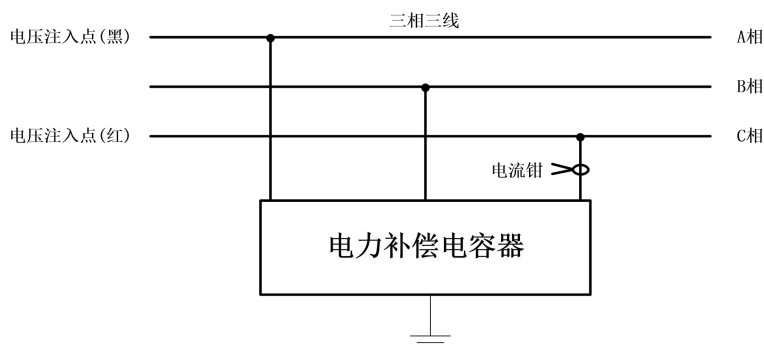 三相三线
电压注入点(黑)
A相
B相
电压注入点(红)
C相
电流钳
电力补偿电容器